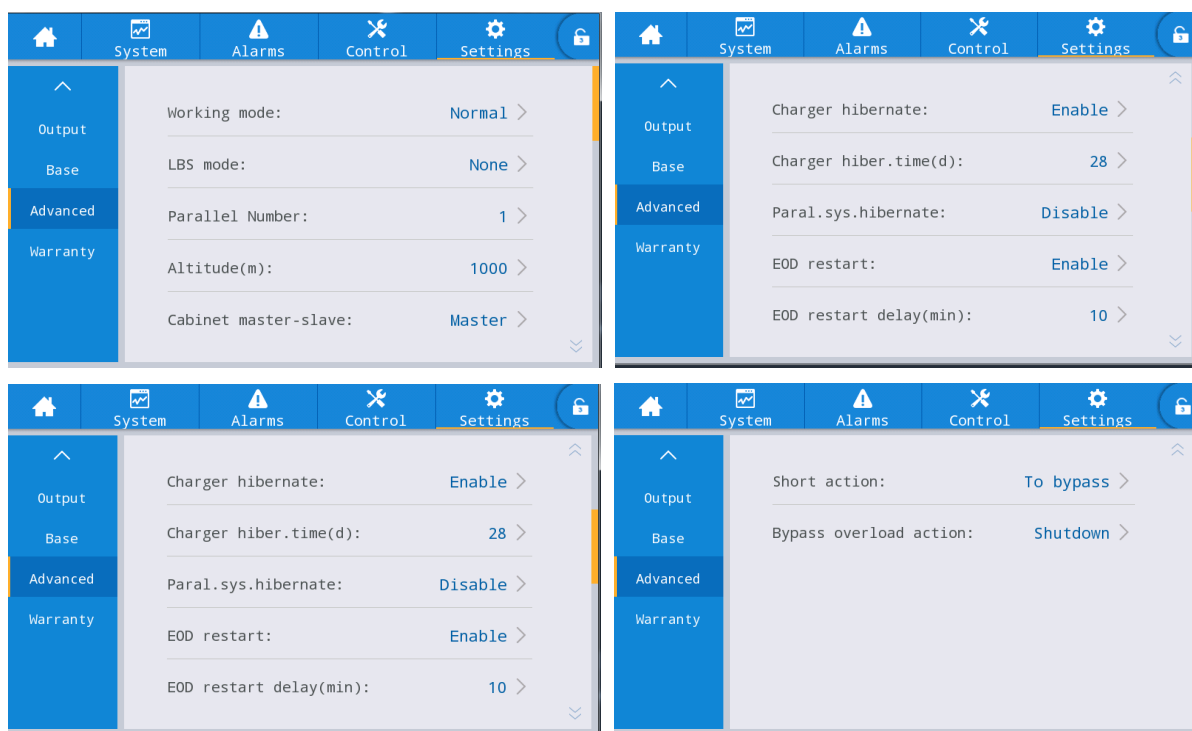 System Alarms Control Settings 3
Output
Base
Advanced
Warranty
Working mode: Normal
LBS mode: None
Parallel Number: 1
Altitude(m): 1000
Cabinet master-slave: Master
System Alarms Control Settings 3
Output
Base
Advanced
Warranty
Charger hibernate: Enable
Charger hiber.time(d): 28
Paral.sys.hibernate: Disable
EOD restart: Enable
EOD restart delay(min): 10
System Alarms Control Settings 3
Output
Base
Advanced
Warranty
Charger hibernate: Enable
Charger hiber.time(d): 28
Paral.sys.hibernate: Disable
EOD restart: Enable
EOD restart delay(min): 10
System Alarms Control Settings 3
Output
Base
Advanced
Warranty
Short action: To bypass
Bypass overload action: Shutdown